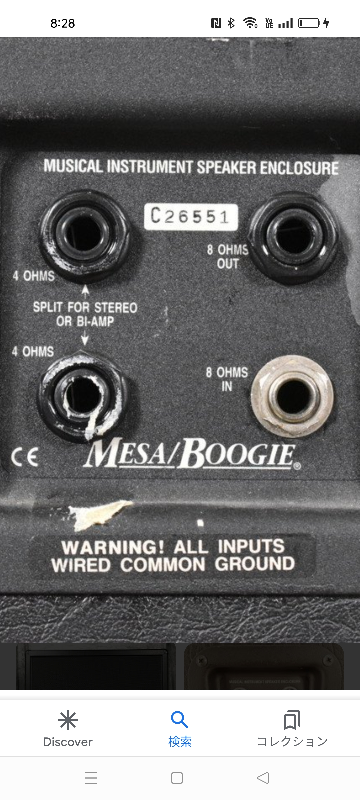 8:28
MUSICAL INSTRUMENT SPEAKER ENCLOSURE
C26551
8 OHMS
OUT
4 OHMS
SPLIT FOR STEREO
OR BI-AMP
4 OHMS
8 OHMS
IN
CE
MESA/BOOGIE®
WARNING! ALL INPUTS
WIRED COMMON GROUND
Discover
検索
コレクション